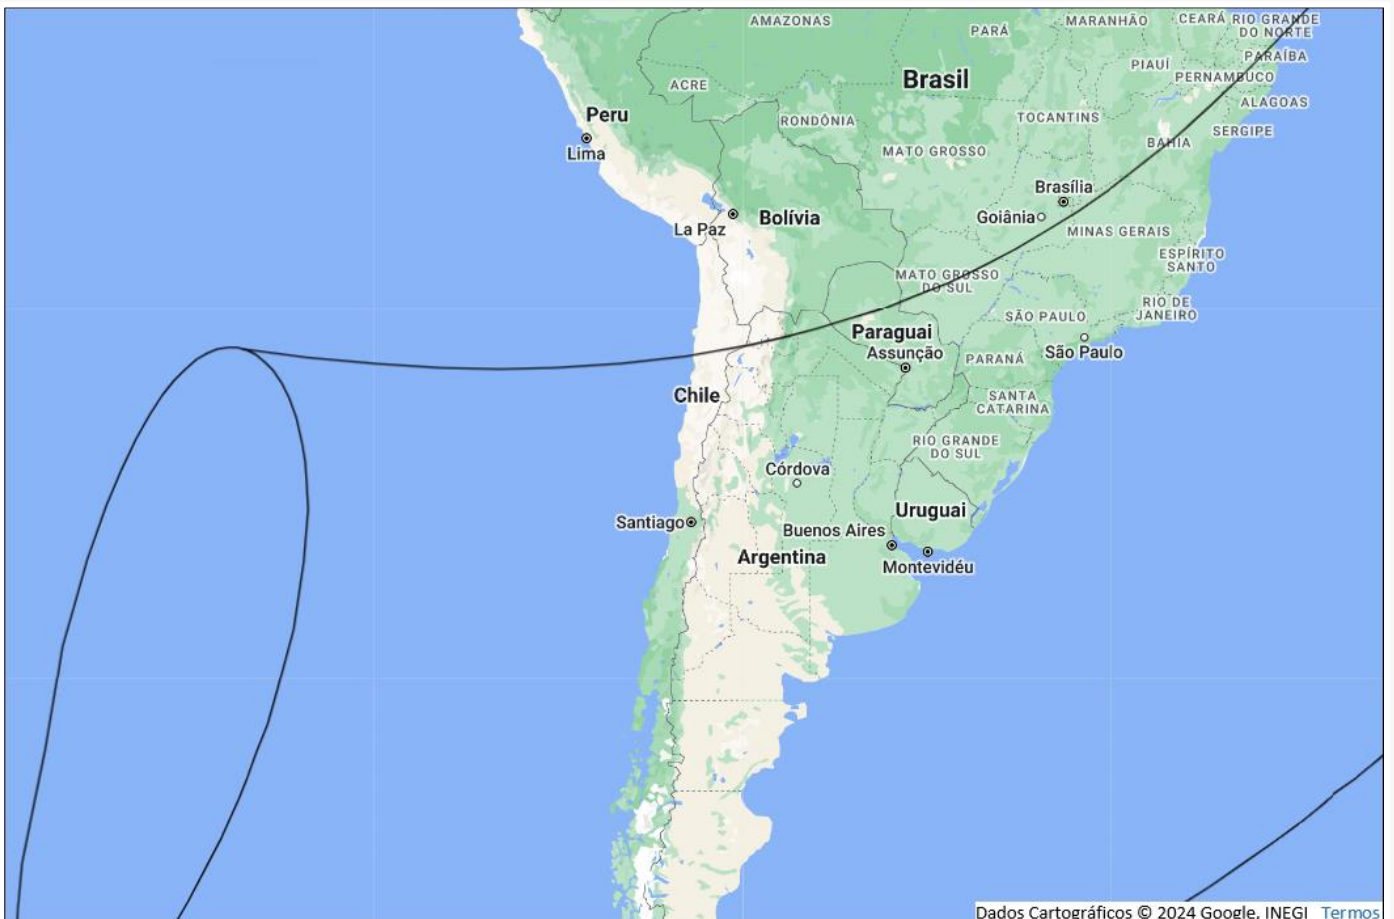 AMAZONAS
PARÁ
MARANHÃO
CEARÁ
RIO GRANDE
DO NORTE
PARAÍBA
PIAUÍ
PERNAMBUCO
Brasil
ACRE
ALAGOAS
Peru
RONDÔNIA
TOCANTINS
SERGIPE
Lima
MATO GROSSO
BAHIA
Brasília
Bolívia
Goiânia
La Paz
MINAS GERAIS
ESPÍRITO
SANTO
MATO GROSSO
DO SUL
RIO DE
JANEIRO
SÃO PAULO
Paraguai
Assunção
PARANÁ
São Paulo
Chile
SANTA
CATARINA
RIO GRANDE
DO SUL
Córdova
Uruguai
Santiago
Buenos Aires
Argentina
Montevidéu
Dados Cartográficos © 2024 Google, INEGI Termos